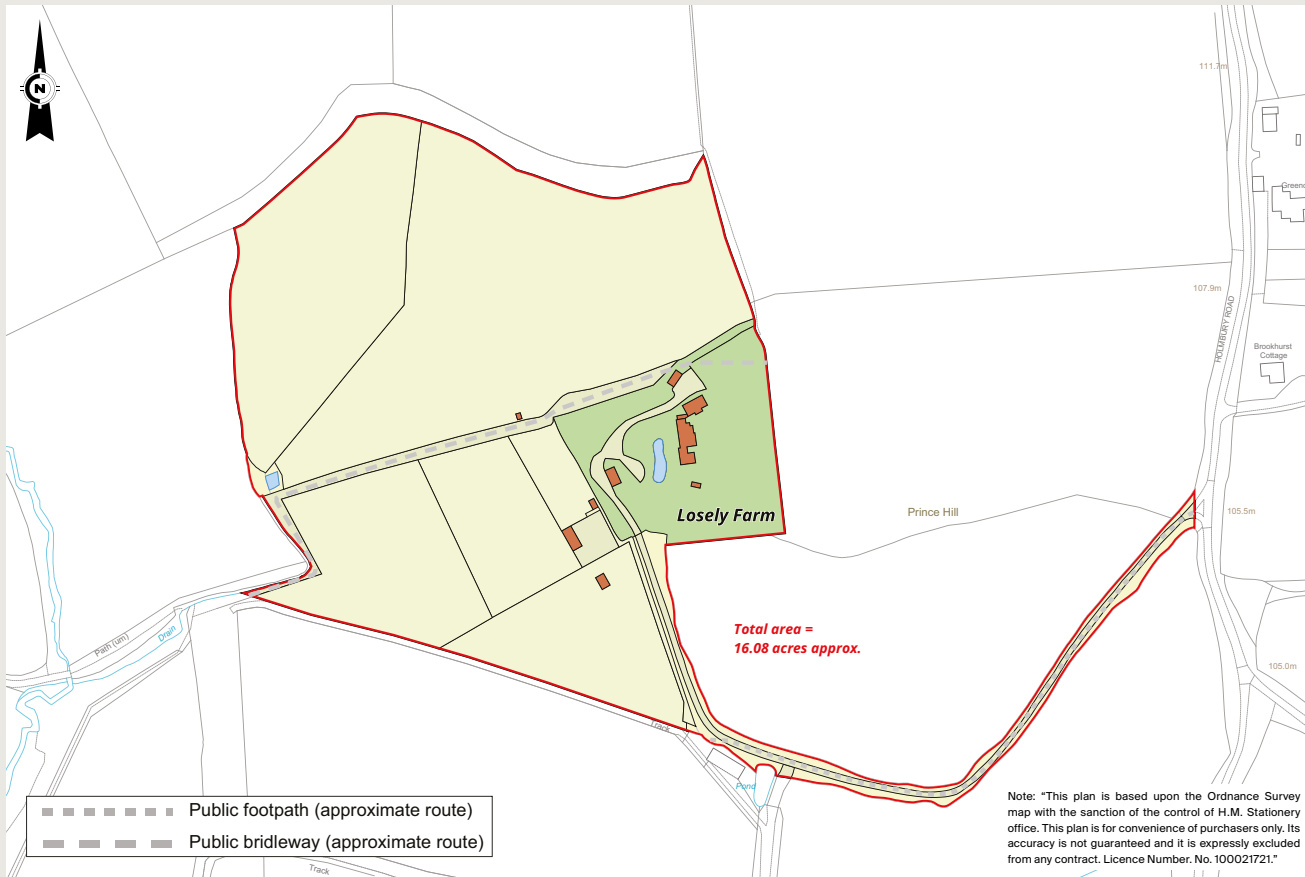 N
111.7m
Greend
107.9m
HOLMBURY ROAD
Brookhurst
Cottage
Losely Farm
Prince Hill
105.5m
Total area =
16.08 acres approx.
Path (um)
Drain
105.0m
Track
Pond
Public footpath (approximate route)
Public bridleway (approximate route)
Track
Note: “This plan is based upon the Ordnance Survey
map with the sanction of the control of H.M. Stationery
office. This plan is for convenience of purchasers only. Its
accuracy is not guaranteed and it is expressly excluded
from any contract. Licence Number. No. 100021721.”